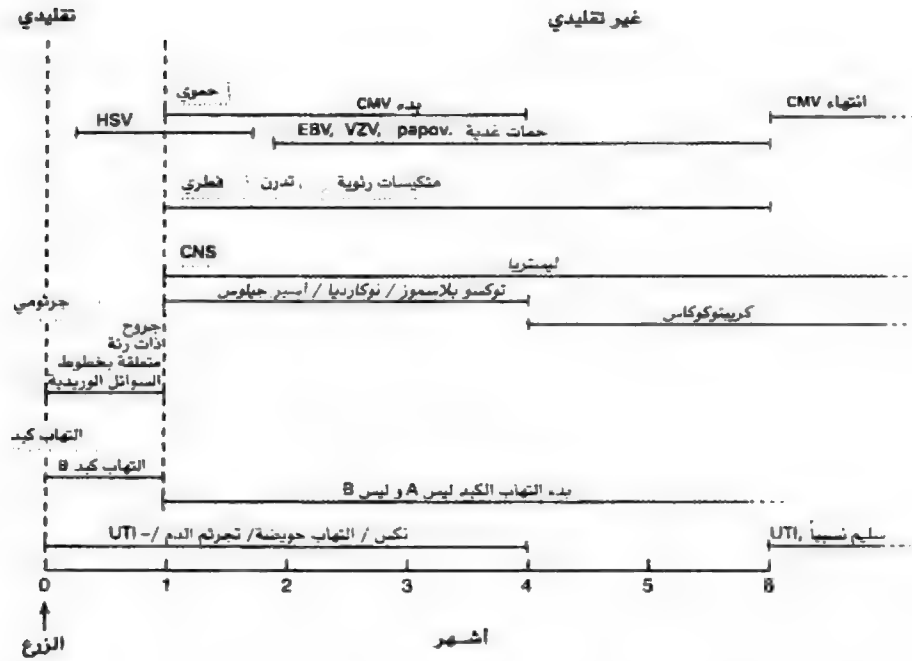 تقليدي
غير تقليدي
حموي
بدء CMV
انتهاء CMV
HSV
حمات غدية EBV, VZV, papov.
متكيسات رئوية , تدرن فطري
CNS
ليستريا
توكسو بلاسموز / نوكارديا / أسبر جيلوس
جرثومي
كريبتوكوكاس
جروح
ذات رئة
متعلقة بخطوط
السوائل الوريدية
التهاب كبد
التهاب كبد B
بدء التهاب الكبد ليس A و ليس B
UTI -/ نكس / التهاب حويضة/ تجرثم الدم
UTI, سليم نسبياً
0 1 2 3 4 5 6
أشهر
الزرع